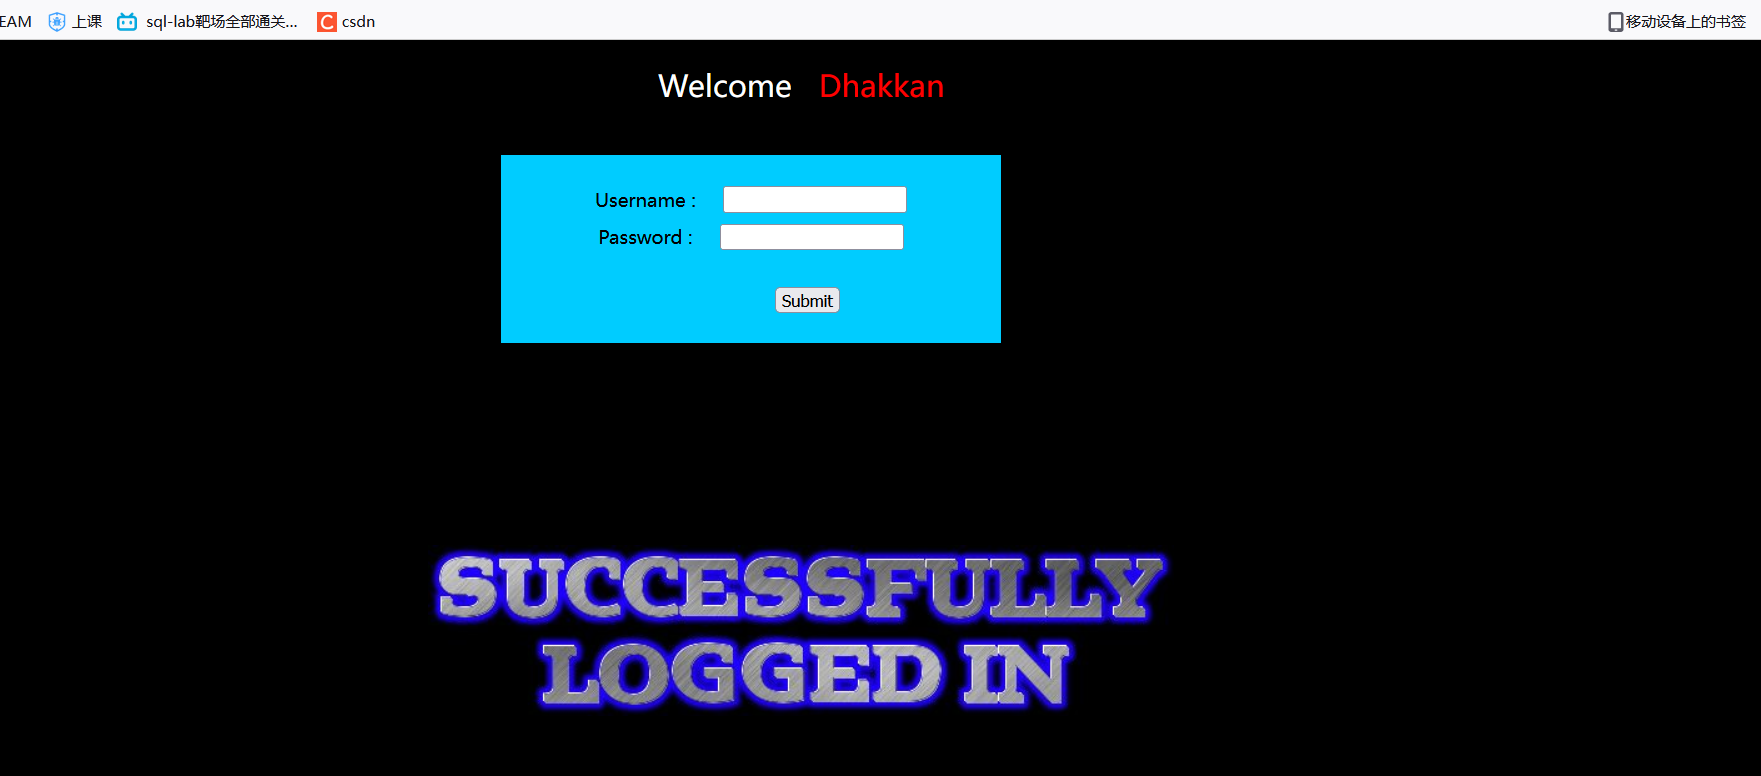 EAM 上课 sql-lab靶场全部通关... C csdn 移动设备上的书签
Welcome Dhakkan
Username :
Password :
Submit
SUCCESSFULLY
LOGGED IN